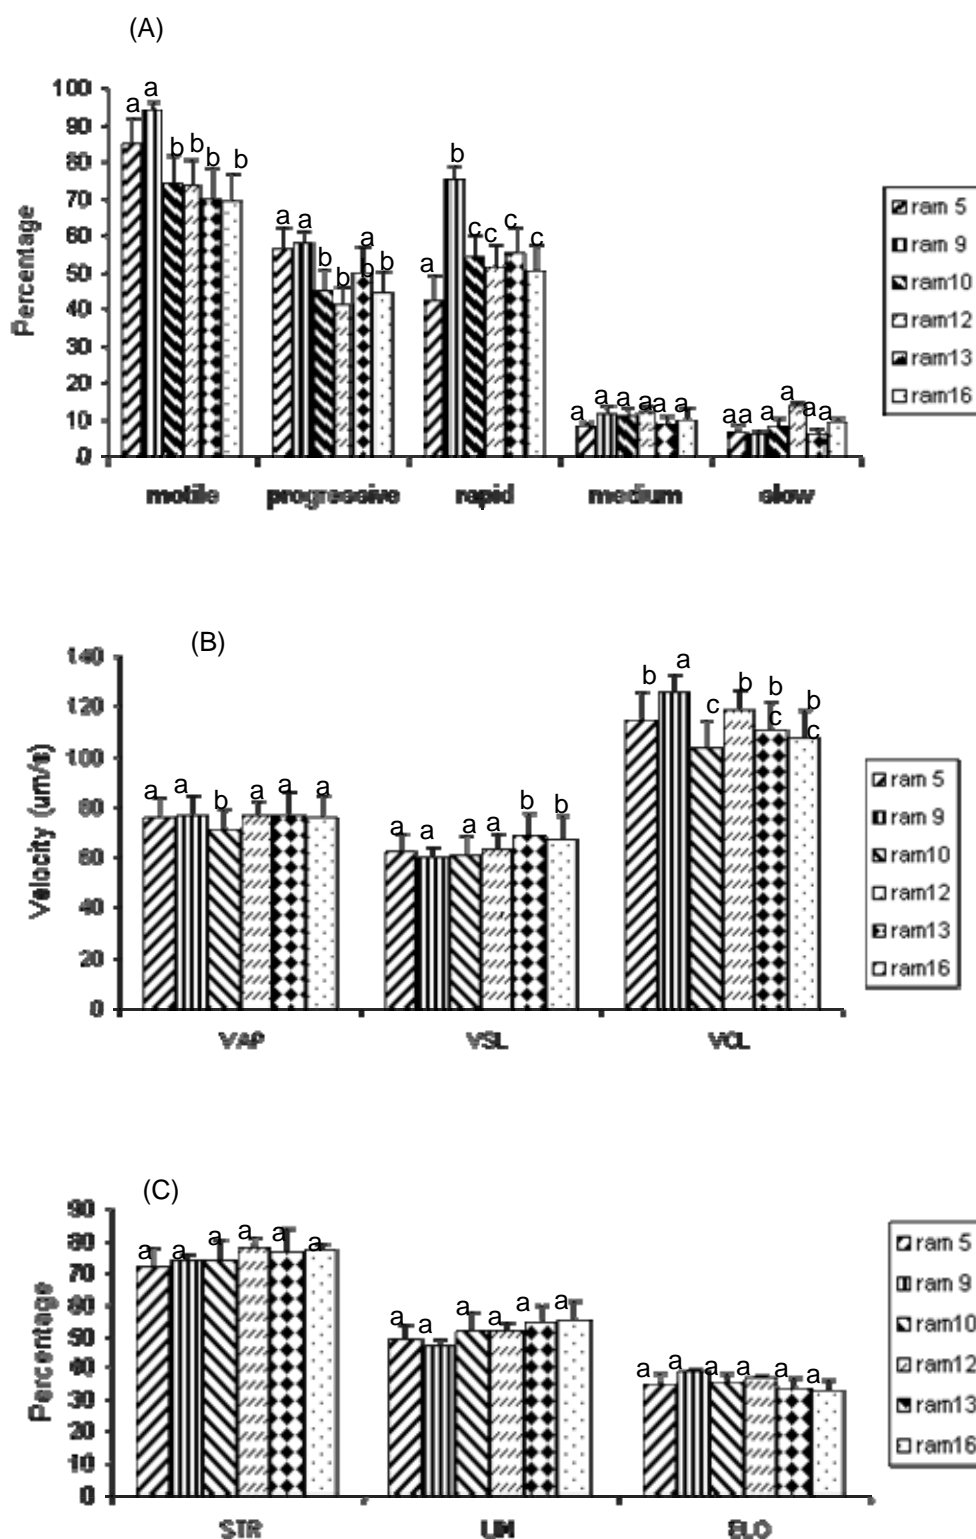 (A)
100
90
80
70
60
50
40
30
20
10
0
Percentage
a a b b b b
a a b b a b b
a b c c c c
a a a a a a
a a a a a a
motile progressive rapid medium slow
ram 5
ram 9
ram10
ram12
ram13
ram16
(B)
140
120
100
80
60
40
20
0
Velocity (um/s)
a a b a a a
a a a a b b
b a c b b c b c
VAP VSL VCL
ram 5
ram 9
ram10
ram12
ram13
ram16
(C)
90
80
70
60
50
40
30
20
10
0
Percentage
a a a a a a
a a a a a a
a a a a a a
STR LIN ELO
ram 5
ram 9
ram10
ram12
ram13
ram16